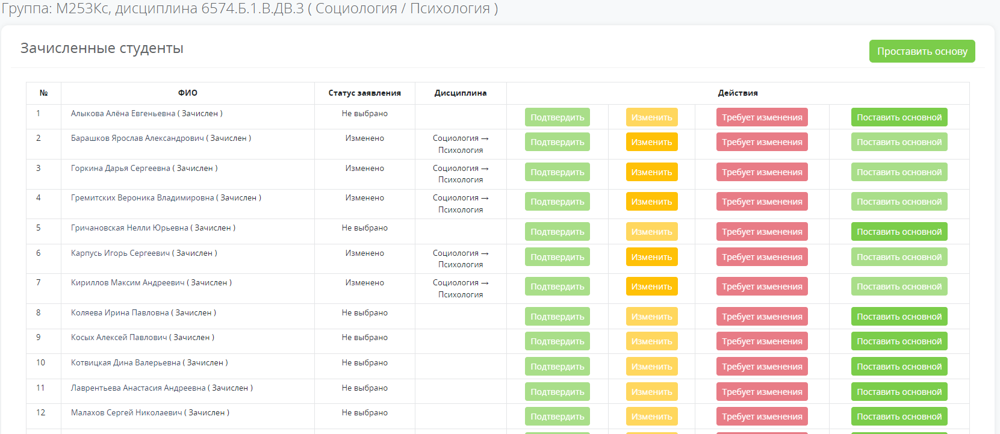 Группа: М253Кс, дисциплина 6574.Б.1.В.ДВ.3 ( Социология / Психология )
Зачисленные студенты
Проставить основу
№ ФИО Статус заявления Дисциплина Действия
1 Алыкова Алёна Евгеньевна ( Зачислен ) Не выбрано Подтвердить Изменить Требует изменения Поставить основной
2 Барашков Ярослав Александрович ( Зачислен ) Изменено Социология → Подтвердить Изменить Требует изменения Поставить основной
Психология
3 Горкина Дарья Сергеевна ( Зачислен ) Изменено Социология → Подтвердить Изменить Требует изменения Поставить основной
Психология
4 Гремитских Вероника Владимировна ( Зачислен ) Изменено Социология → Подтвердить Изменить Требует изменения Поставить основной
Психология
5 Гричановская Нелли Юрьевна ( Зачислен ) Не выбрано Подтвердить Изменить Требует изменения Поставить основной
6 Карпусь Игорь Сергеевич ( Зачислен ) Изменено Социология → Подтвердить Изменить Требует изменения Поставить основной
Психология
7 Кириллов Максим Андреевич ( Зачислен ) Изменено Социология → Подтвердить Изменить Требует изменения Поставить основной
Психология
8 Коляева Ирина Павловна ( Зачислен ) Не выбрано Подтвердить Изменить Требует изменения Поставить основной
9 Косых Алексей Павлович ( Зачислен ) Не выбрано Подтвердить Изменить Требует изменения Поставить основной
10 Котвицкая Дина Валерьевна ( Зачислен ) Не выбрано Подтвердить Изменить Требует изменения Поставить основной
11 Лаврентьева Анастасия Андреевна ( Зачислен ) Не выбрано Подтвердить Изменить Требует изменения Поставить основной
12 Малахов Сергей Николаевич ( Зачислен ) Не выбрано Подтвердить Изменить Требует изменения Поставить основной